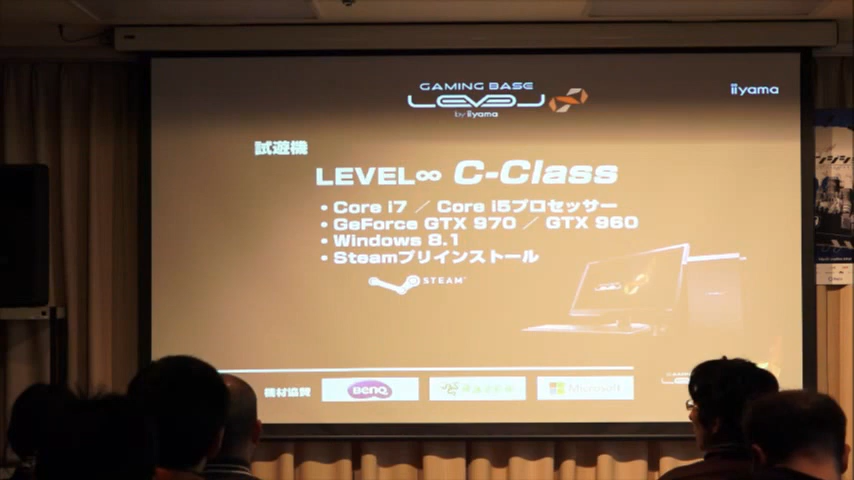 GAMING BASE
LEVEL∞
by iiyama
iiyama
試遊機
LEVEL∞ C-Class
・Core i7 ／ Core i5プロセッサー
・GeForce GTX 970 ／ GTX 960
・Windows 8.1
・Steamプリインストール
STEAM
機材協賛
BenQ
Microsoft